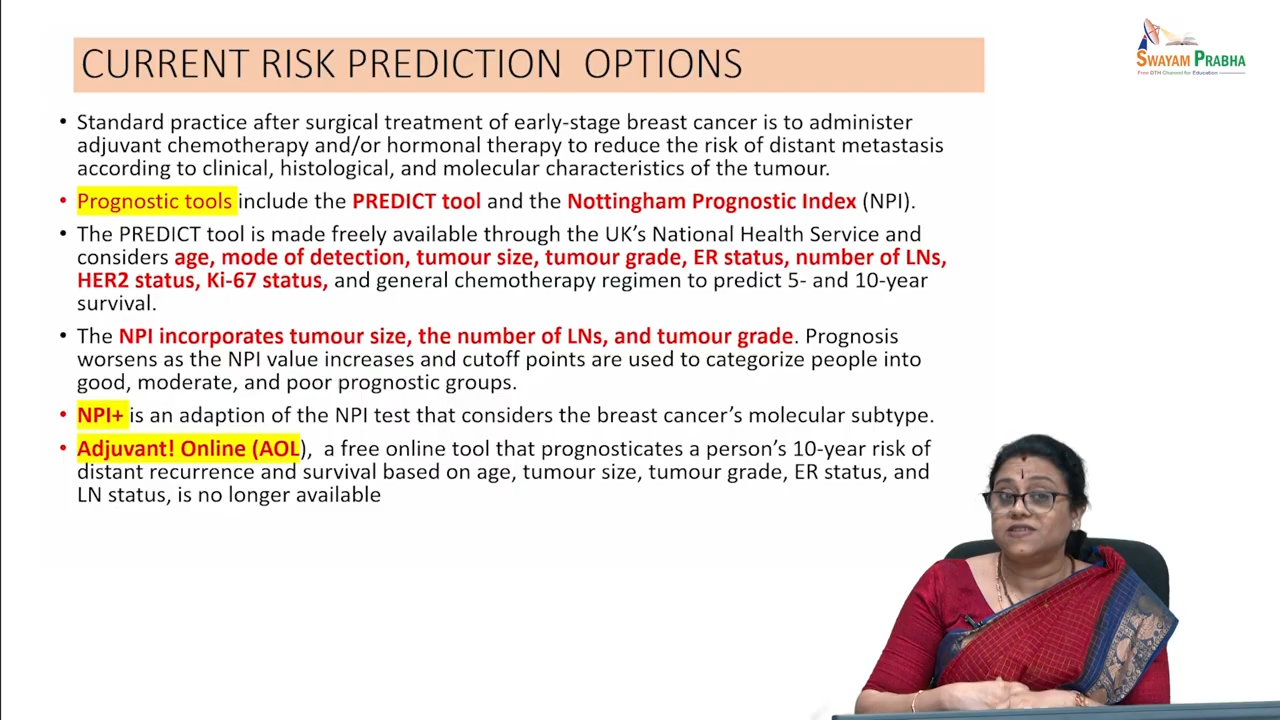 CURRENT RISK PREDICTION OPTIONS
SWAYAM PRABHA
Free DTH Channel for Education
• Standard practice after surgical treatment of early-stage breast cancer is to administer
adjuvant chemotherapy and/or hormonal therapy to reduce the risk of distant metastasis
according to clinical, histological, and molecular characteristics of the tumour.
• Prognostic tools include the PREDICT tool and the Nottingham Prognostic Index (NPI).
• The PREDICT tool is made freely available through the UK's National Health Service and
considers age, mode of detection, tumour size, tumour grade, ER status, number of LNs,
HER2 status, Ki-67 status, and general chemotherapy regimen to predict 5- and 10-year
survival.
• The NPI incorporates tumour size, the number of LNs, and tumour grade. Prognosis
worsens as the NPI value increases and cutoff points are used to categorize people into
good, moderate, and poor prognostic groups.
• NPI+ is an adaption of the NPI test that considers the breast cancer's molecular subtype.
• Adjuvant! Online (AOL), a free online tool that prognosticates a person's 10-year risk of
distant recurrence and survival based on age, tumour size, tumour grade, ER status, and
LN status, is no longer available